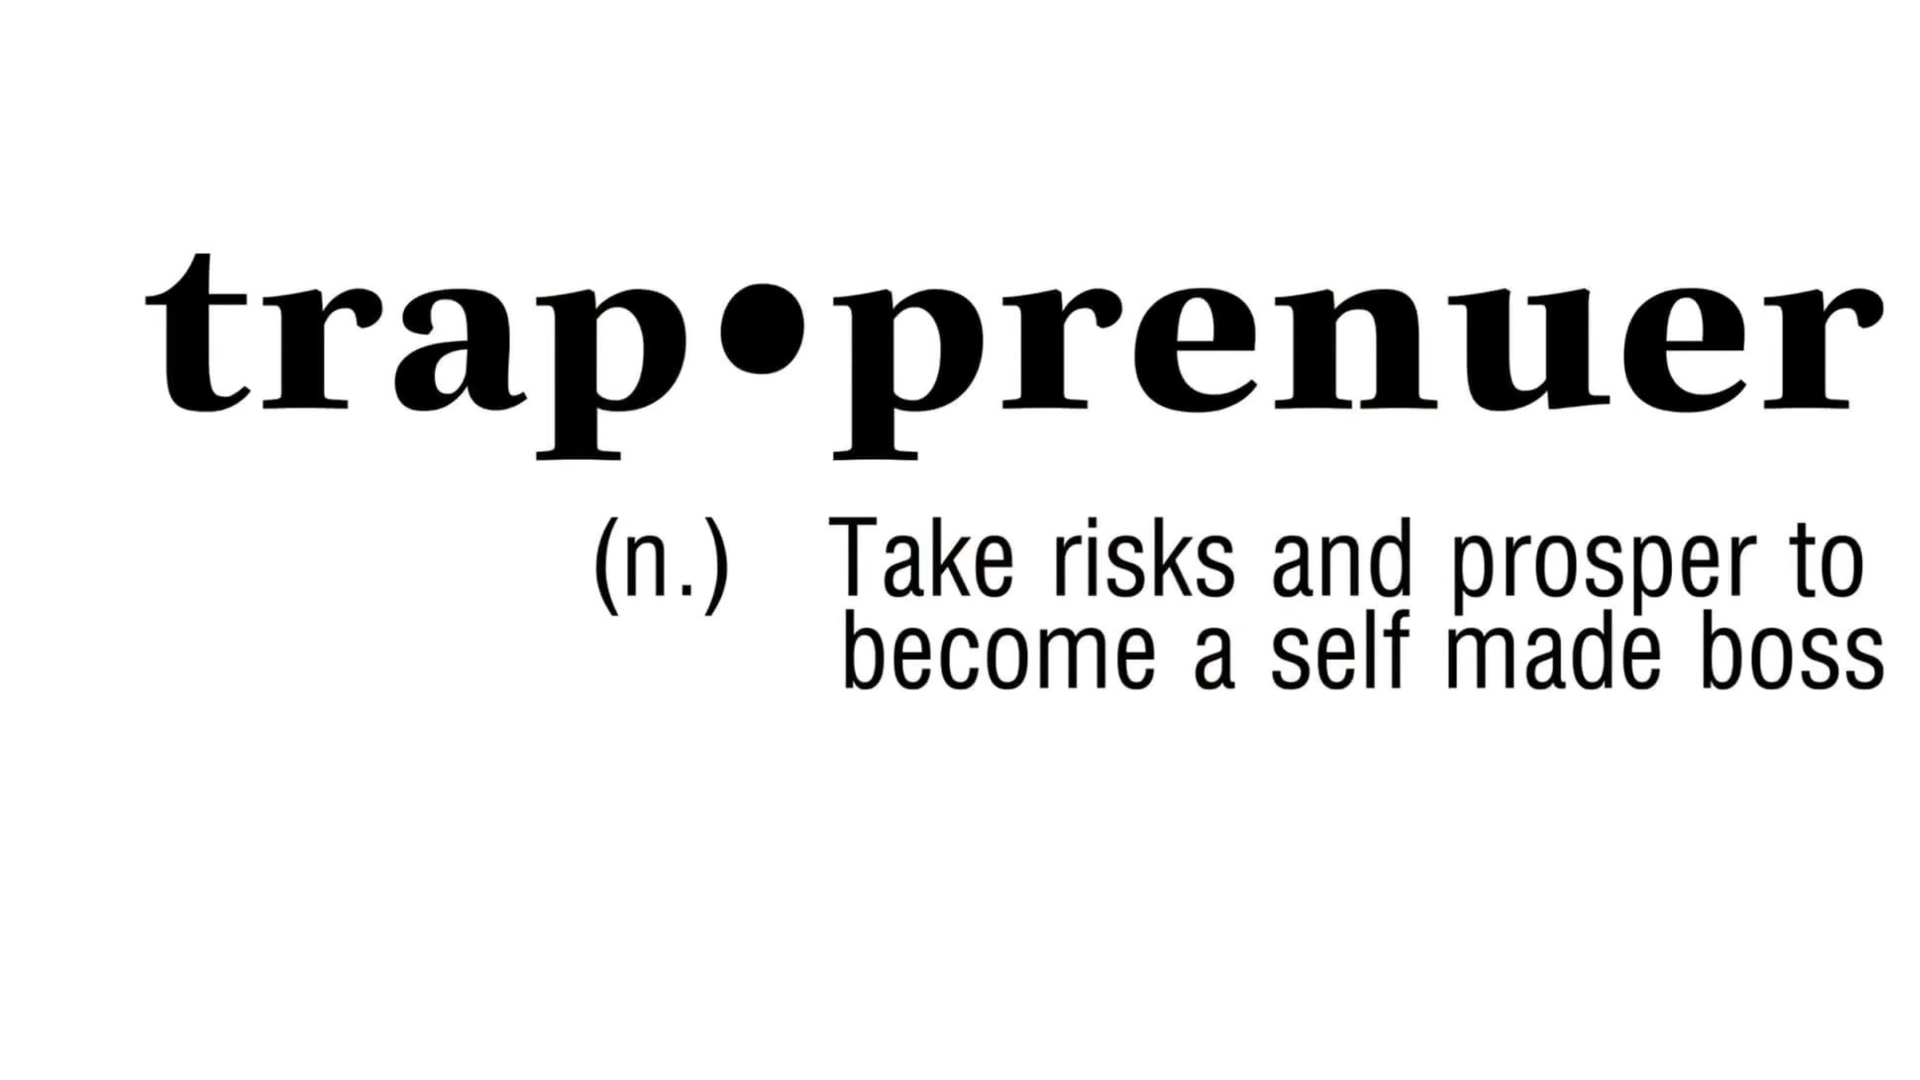 trap•prenuer
(n.) Take risks and prosper to
become a self made boss